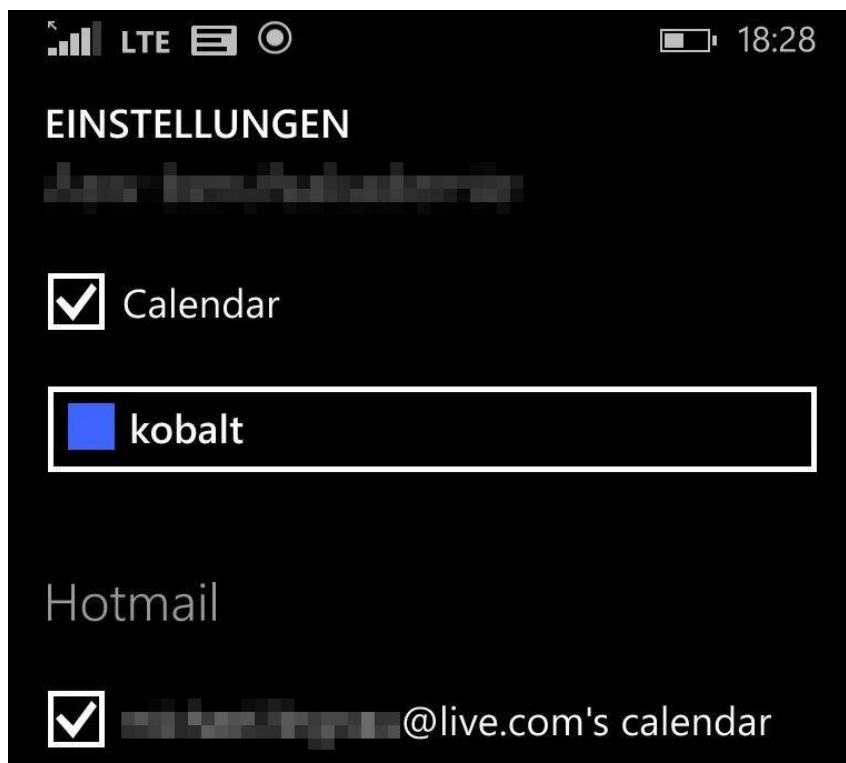 LTE 18:28
EINSTELLUNGEN
Calendar
kobalt
Hotmail
@live.com's calendar